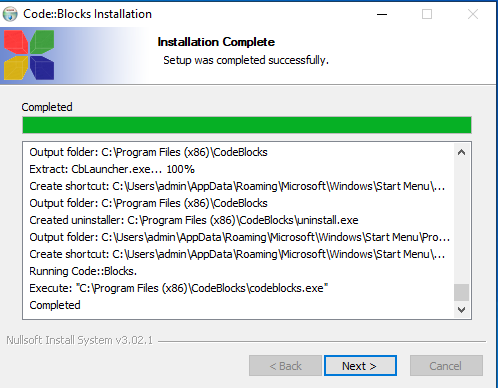 Code::Blocks Installation
Installation Complete
Setup was completed successfully.
Completed
Output folder: C:\Program Files (x86)\CodeBlocks
Extract: CbLauncher.exe... 100%
Create shortcut: C:\Users\admin\AppData\Roaming\Microsoft\Windows\Start Menu\...
Output folder: C:\Program Files (x86)\CodeBlocks
Created uninstaller: C:\Program Files (x86)\CodeBlocks\uninstall.exe
Output folder: C:\Users\admin\AppData\Roaming\Microsoft\Windows\Start Menu\Pro...
Create shortcut: C:\Users\admin\AppData\Roaming\Microsoft\Windows\Start Menu\...
Running Code::Blocks.
Execute: "C:\Program Files (x86)\CodeBlocks\codeblocks.exe"
Completed
Nullsoft Install System v3.02.1
< Back Next > Cancel